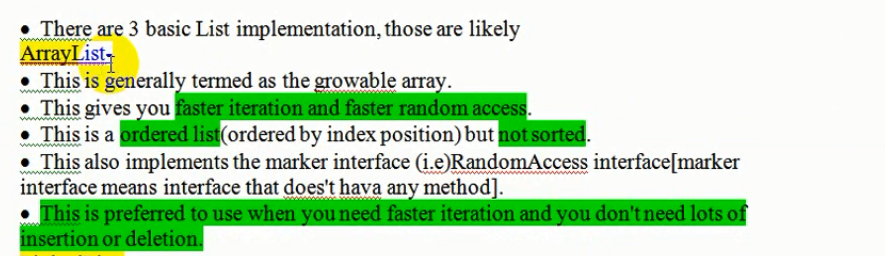 • There are 3 basic List implementation, those are likely
ArrayList-
• This is generally termed as the growable array.
• This gives you faster iteration and faster random access.
• This is a ordered list(ordered by index position) but not sorted.
• This also implements the marker interface (i.e)RandomAccess interface[marker
interface means interface that does't hava any method].
• This is preferred to use when you need faster iteration and you don't need lots of
insertion or deletion.